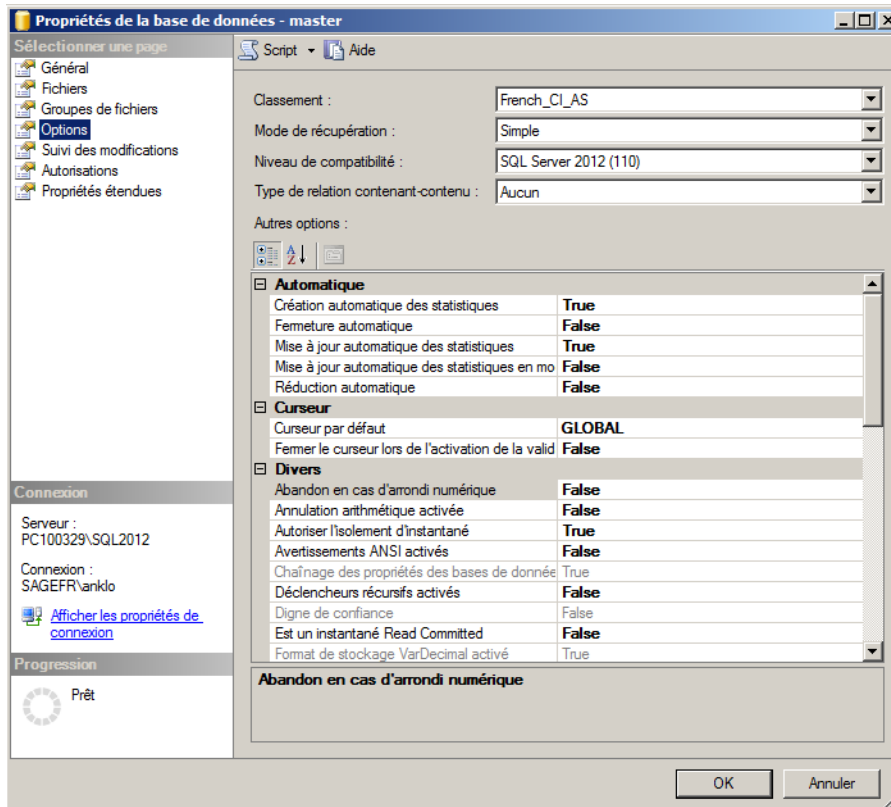 Propriétés de la base de données - master
Sélectionner une page
Général
Fichiers
Groupes de fichiers
Options
Suivi des modifications
Autorisations
Propriétés étendues
Connexion
Serveur :
PC100329\SQL2012
Connexion :
SAGEFR\anklo
Afficher les propriétés de
connexion
Progression
Prêt
Script Aide
Classement : French_CI_AS
Mode de récupération : Simple
Niveau de compatibilité : SQL Server 2012 (110)
Type de relation contenant-contenu : Aucun
Autres options :
Automatique
Création automatique des statistiques True
Fermeture automatique False
Mise à jour automatique des statistiques True
Mise à jour automatique des statistiques en mo False
Réduction automatique False
Curseur
Curseur par défaut GLOBAL
Fermer le curseur lors de l'activation de la valid False
Divers
Abandon en cas d'arrondi numérique False
Annulation arithmétique activée False
Autoriser l'isolement d'instantané True
Avertissements ANSI activés False
Chaînage des propriétés des bases de donnée True
Déclencheurs récursifs activés False
Digne de confiance False
Est un instantané Read Committed False
Format de stockage VarDecimal activé True
Abandon en cas d'arrondi numérique
OK Annuler